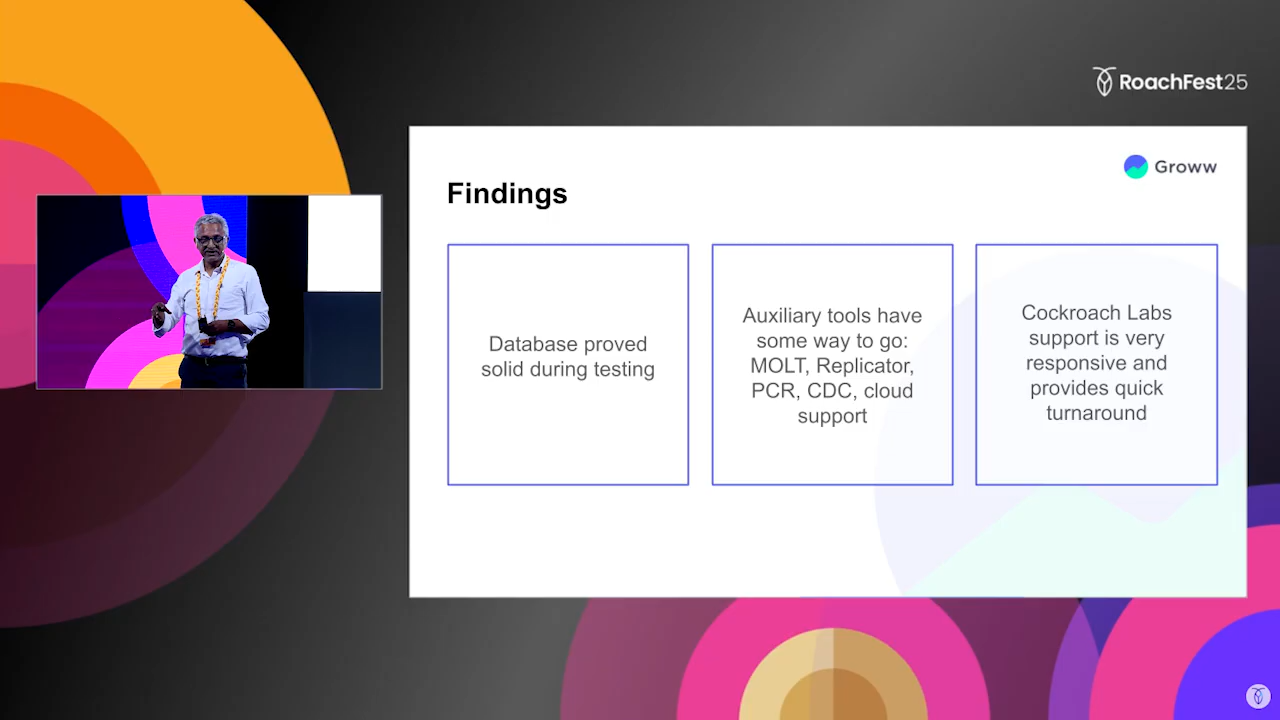 RoachFest25
Groww
Findings
Database proved
solid during testing
Auxiliary tools have
some way to go:
MOLT, Replicator,
PCR, CDC, cloud
support
Cockroach Labs
support is very
responsive and
provides quick
turnaround